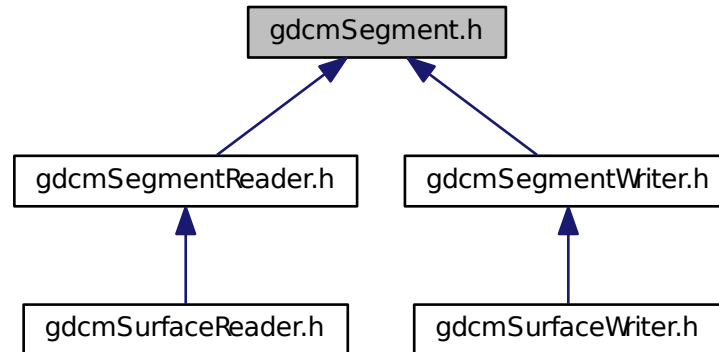 gdcmSegment.h
gdcmSegmentReader.h
gdcmSegmentWriter.h
gdcmSurfaceReader.h
gdcmSurfaceWriter.h